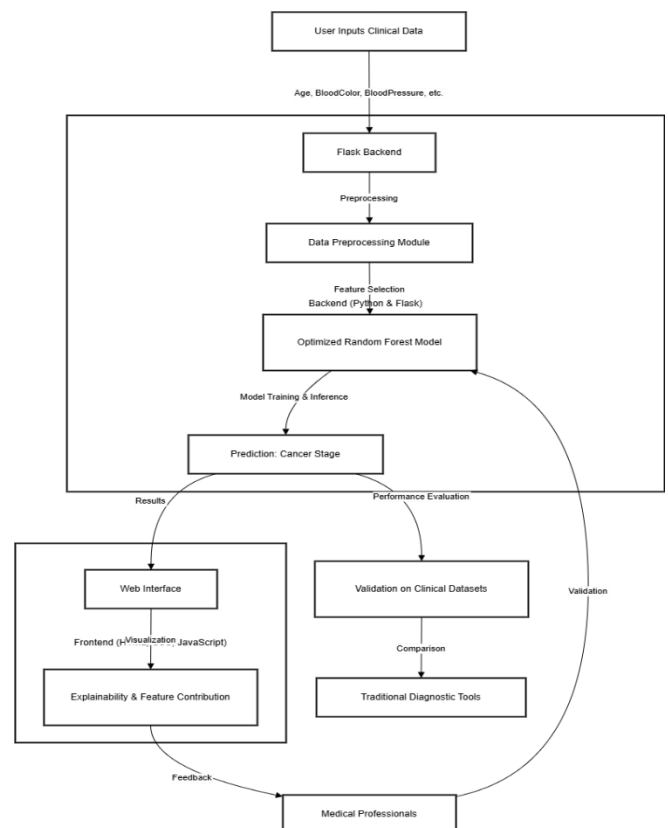 User Inputs Clinical Data
Age, BloodColor, BloodPressure, etc.
Flask Backend
Preprocessing
Data Preprocessing Module
Feature Selection
Backend (Python & Flask)
Optimized Random Forest Model
Model Training & Inference
Prediction: Cancer Stage
Results
Performance Evaluation
Web Interface
Validation on Clinical Datasets
Validation
Visualization
Frontend JavaScript)
Comparison
Explainability & Feature Contribution
Traditional Diagnostic Tools
Feedback
Medical Professionals